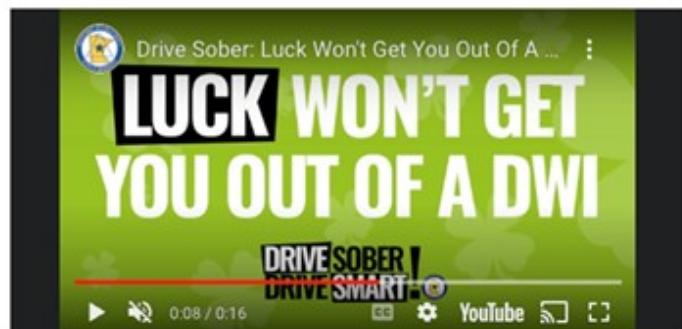 Drive Sober: Luck Won't Get You Out Of A ...
LUCK WON'T GET
YOU OUT OF A DWI
DRIVE SOBER
DRIVE SMART!
0:08 / 0:16
CC
YouTube